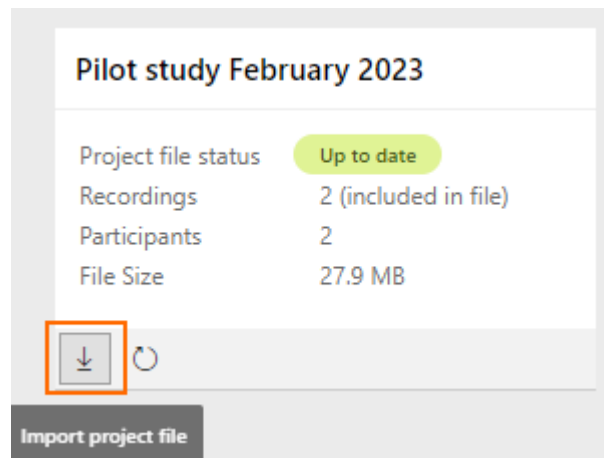 Pilot study February 2023
Project file status Up to date
Recordings 2 (included in file)
Participants 2
File Size 27.9 MB
Import project file